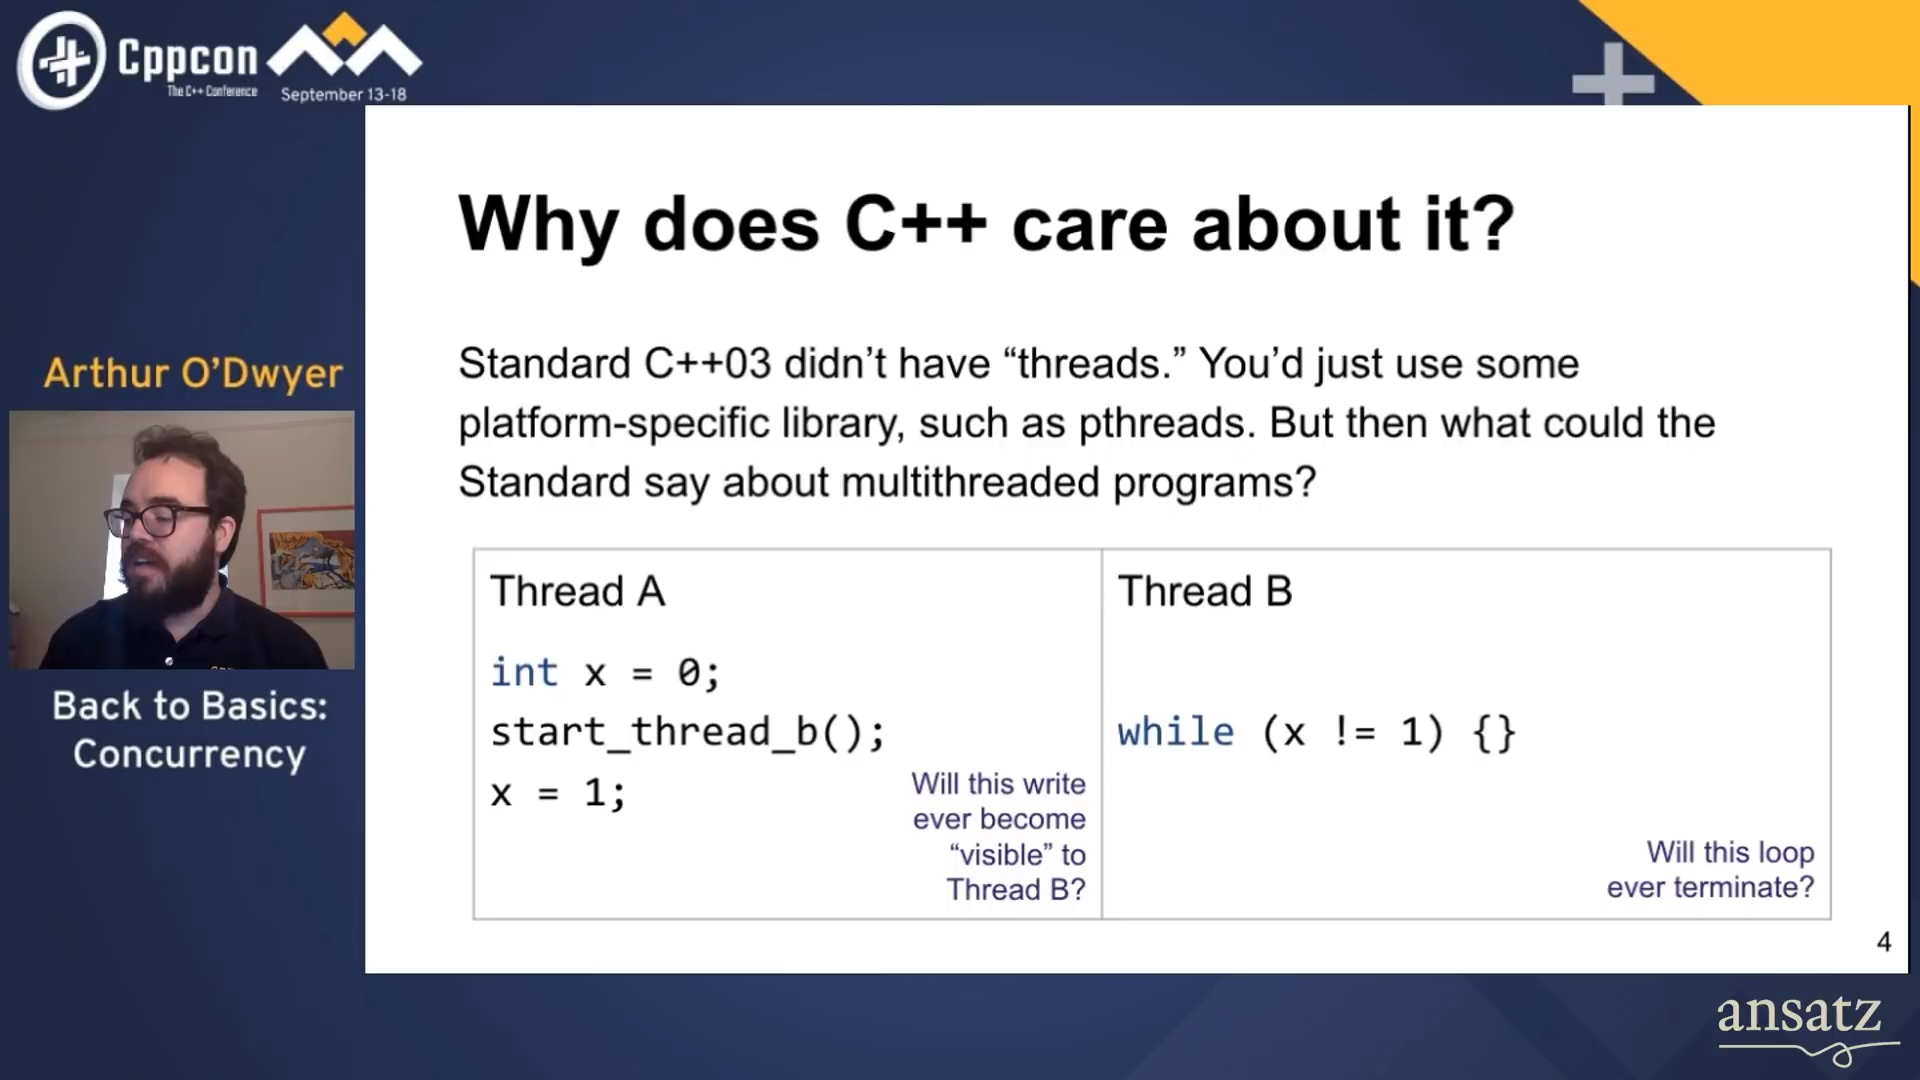 Cppcon
The C++ Conference
September 13-18
Why does C++ care about it?
Arthur O’Dwyer
Standard C++03 didn’t have “threads.” You’d just use some
platform-specific library, such as pthreads. But then what could the
Standard say about multithreaded programs?
Back to Basics:
Concurrency
Thread A
int x = 0;
start_thread_b();
x = 1;
Will this write
ever become
“visible” to
Thread B?
Thread B
while (x != 1) {}
Will this loop
ever terminate?
4
ansatz